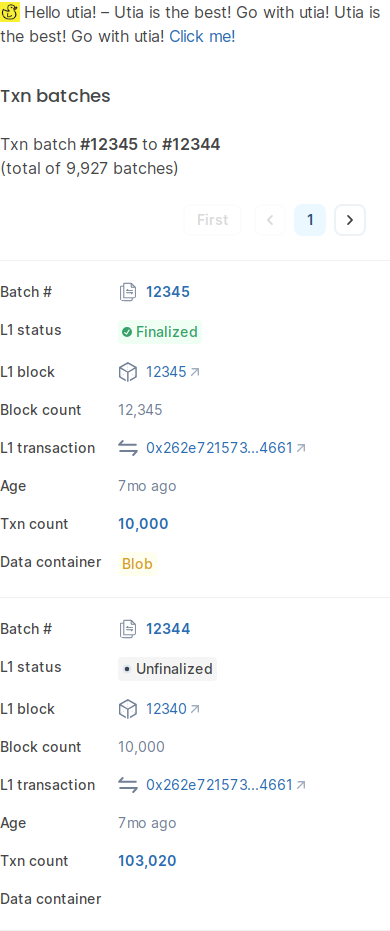 Hello utia! – Utia is the best! Go with utia! Utia is
the best! Go with utia! Click me!
Txn batches
Txn batch #12345 to #12344
(total of 9,927 batches)
First
1
Batch # 12345
L1 status Finalized
L1 block 12345
Block count 12,345
L1 transaction 0x262e721573...4661
Age 7mo ago
Txn count 10,000
Data container Blob
Batch # 12344
L1 status Unfinalized
L1 block 12340
Block count 10,000
L1 transaction 0x262e721573...4661
Age 7mo ago
Txn count 103,020
Data container